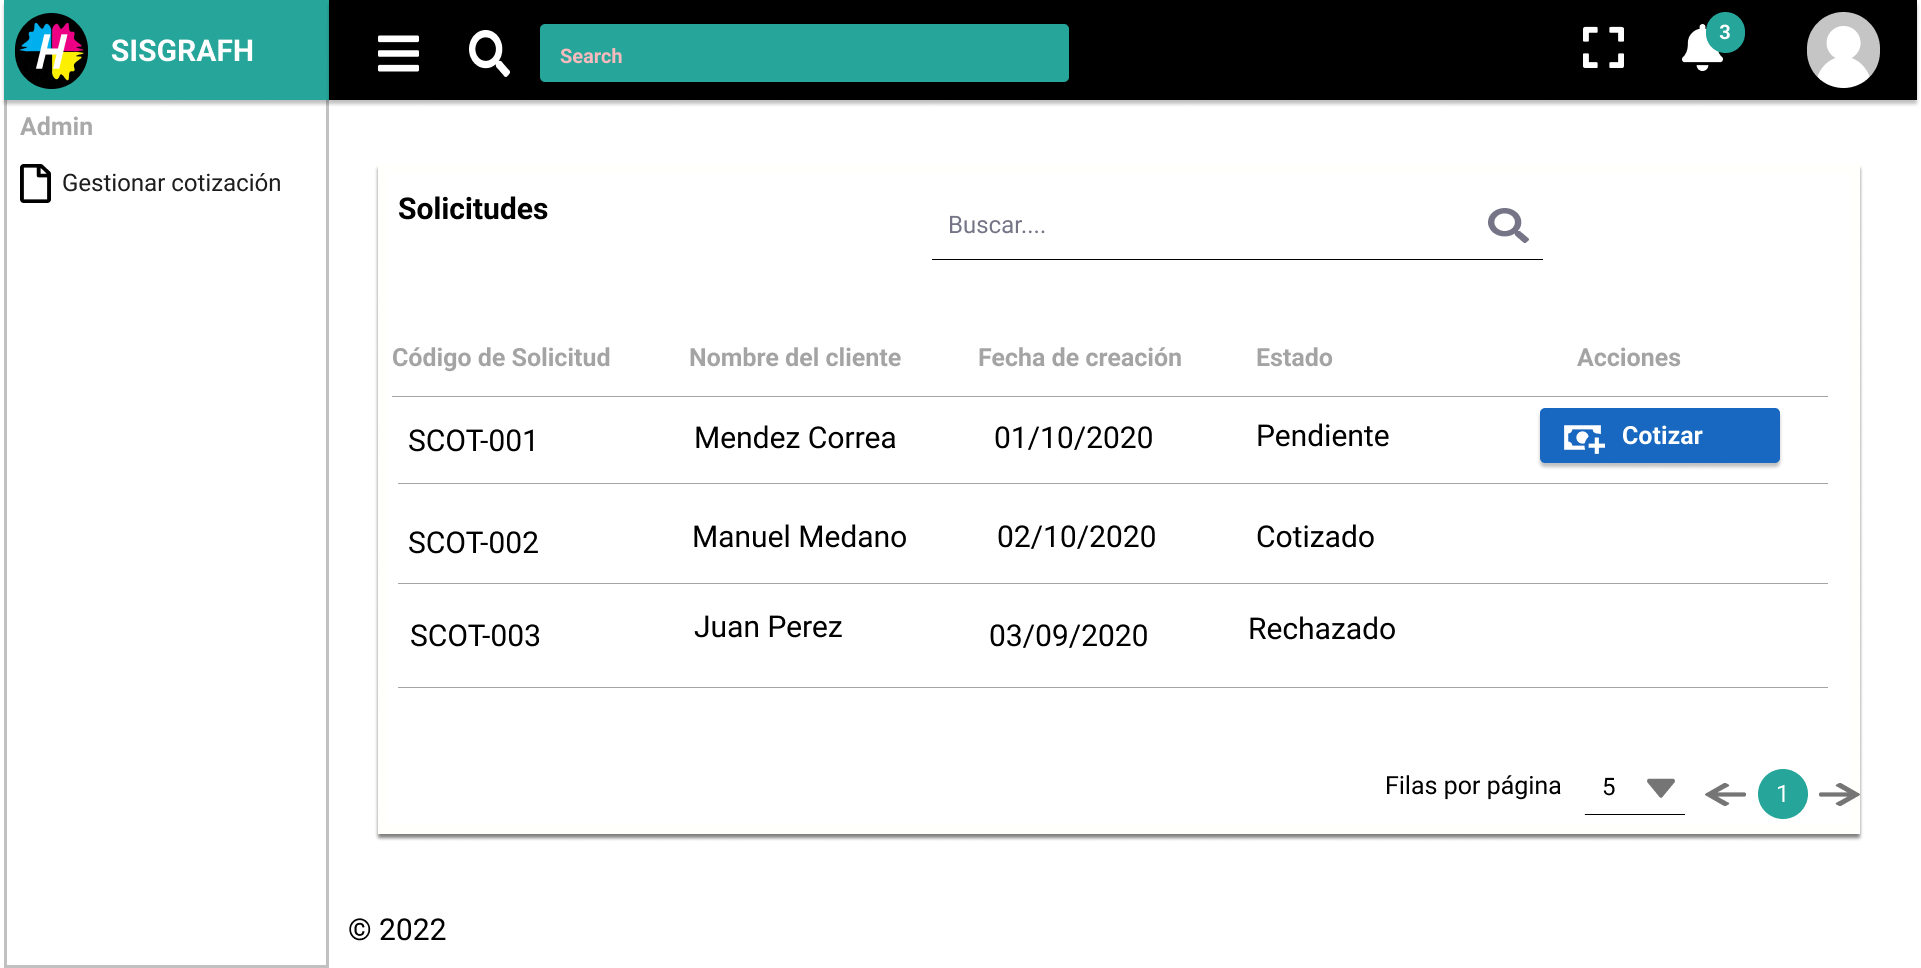 H SISGRAFH
Search
3
Admin
Gestionar cotización
Solicitudes
Buscar....
Código de Solicitud Nombre del cliente Fecha de creación Estado Acciones
SCOT-001 Mendez Correa 01/10/2020 Pendiente Cotizar
SCOT-002 Manuel Medano 02/10/2020 Cotizado
SCOT-003 Juan Perez 03/09/2020 Rechazado
Filas por página 5 1
© 2022